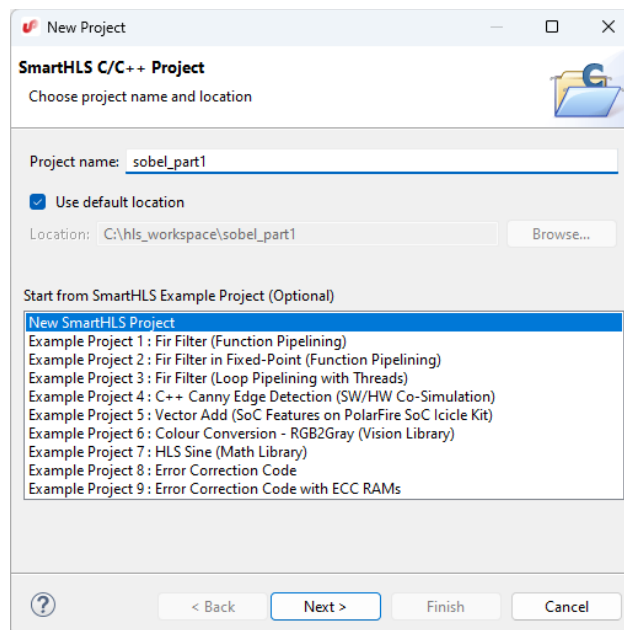 New Project
SmartHLS C/C++ Project
Choose project name and location
Project name: sobel_part1
Use default location
Location: C:\hls_workspace\sobel_part1 Browse...
Start from SmartHLS Example Project (Optional)
New SmartHLS Project
Example Project 1 : Fir Filter (Function Pipelining)
Example Project 2 : Fir Filter in Fixed-Point (Function Pipelining)
Example Project 3 : Fir Filter (Loop Pipelining with Threads)
Example Project 4 : C++ Canny Edge Detection (SW/HW Co-Simulation)
Example Project 5 : Vector Add (SoC Features on PolarFire SoC Icicle Kit)
Example Project 6 : Colour Conversion - RGB2Gray (Vision Library)
Example Project 7 : HLS Sine (Math Library)
Example Project 8 : Error Correction Code
Example Project 9 : Error Correction Code with ECC RAMs
? < Back Next > Finish Cancel